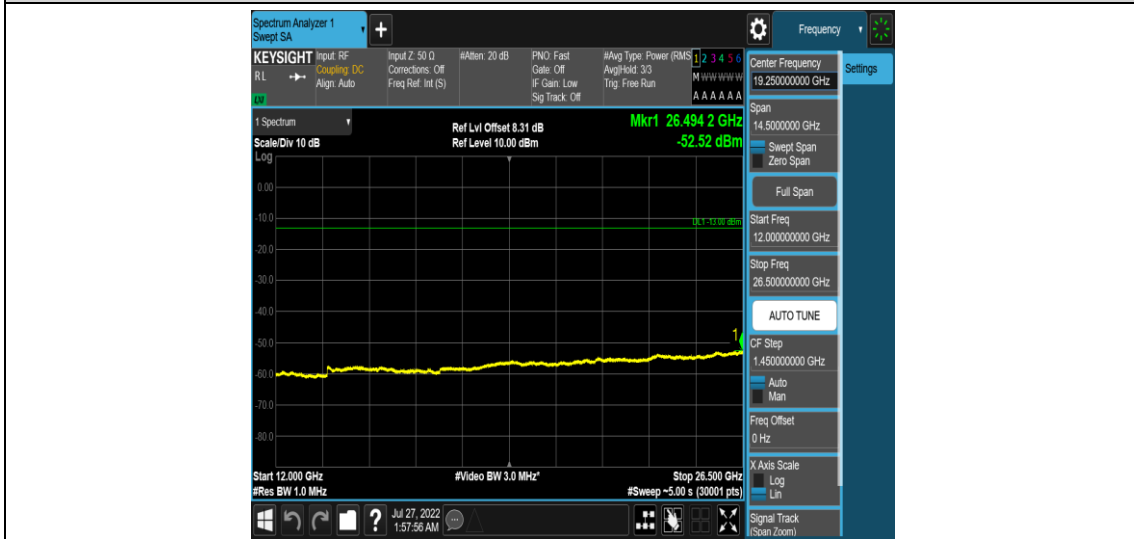 Spectrum Analyzer 1
Swept SA
+
Frequency
KEYSIGHT
RL
LXI
Input: RF
Coupling: DC
Align: Auto
Input Z: 50 Ω
Corrections: Off
Freq Ref: Int (S)
#Atten: 20 dB
PNO: Fast
Gate: Off
IF Gain: Low
Sig Track: Off
#Avg Type: Power (RMS
Avg|Hold: 3/3
Trig: Free Run
1 2 3 4 5 6
M W W W W W
A A A A A A
Center Frequency
19.250000000 GHz
Settings
1 Spectrum
Ref Lvl Offset 8.31 dB
Mkr1 26.494 2 GHz
Scale/Div 10 dB
Ref Level 10.00 dBm
-52.52 dBm
Log
0.00
-10.0
DL1 -13.00 dBm
-20.0
-30.0
-40.0
1
-50.0
-60.0
-70.0
-80.0
Start 12.000 GHz
#Video BW 3.0 MHz*
Stop 26.500 GHz
#Res BW 1.0 MHz
#Sweep ~5.00 s (30001 pts)
Span
14.5000000 GHz
Swept Span
Zero Span
Full Span
Start Freq
12.000000000 GHz
Stop Freq
26.500000000 GHz
AUTO TUNE
CF Step
1.450000000 GHz
Auto
Man
Freq Offset
0 Hz
X Axis Scale
Log
Lin
Signal Track
(Span Zoom)
?
Jul 27, 2022
1:57:56 AM